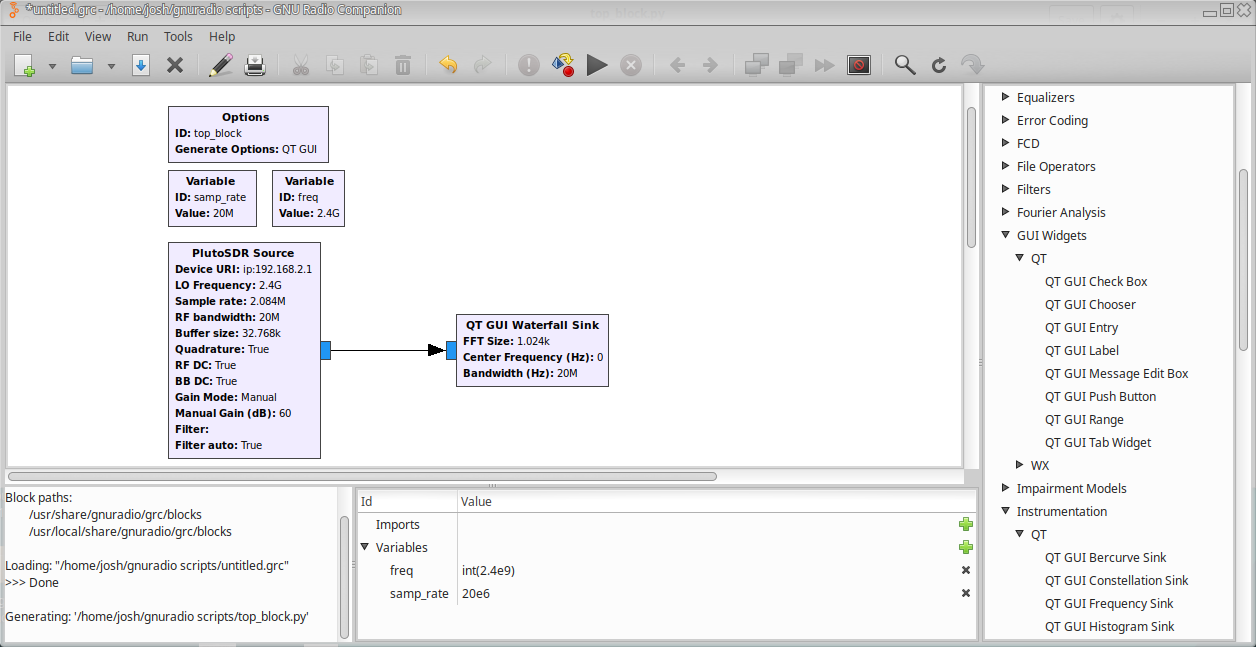 *untitled.grc - /home/josh/gnuradio scripts - GNU Radio Companion
top_block.py
File Edit View Run Tools Help
Options
ID: top_block
Generate Options: QT GUI
Variable
ID: samp_rate
Value: 20M
Variable
ID: freq
Value: 2.4G
PlutoSDR Source
Device URI: ip:192.168.2.1
LO Frequency: 2.4G
Sample rate: 2.084M
RF bandwidth: 20M
Buffer size: 32.768k
Quadrature: True
RF DC: True
BB DC: True
Gain Mode: Manual
Manual Gain (dB): 60
Filter:
Filter auto: True
QT GUI Waterfall Sink
FFT Size: 1.024k
Center Frequency (Hz): 0
Bandwidth (Hz): 20M
Equalizers
Error Coding
FCD
File Operators
Filters
Fourier Analysis
GUI Widgets
QT
QT GUI Check Box
QT GUI Chooser
QT GUI Entry
QT GUI Label
QT GUI Message Edit Box
QT GUI Push Button
QT GUI Range
QT GUI Tab Widget
WX
Impairment Models
Instrumentation
QT
QT GUI Bercurve Sink
QT GUI Constellation Sink
QT GUI Frequency Sink
QT GUI Histogram Sink
Block paths:
/usr/share/gnuradio/grc/blocks
/usr/local/share/gnuradio/grc/blocks
Loading: "/home/josh/gnuradio scripts/untitled.grc"
>>> Done
Generating: '/home/josh/gnuradio scripts/top_block.py'
Id Value
Imports
Variables
freq int(2.4e9)
samp_rate 20e6